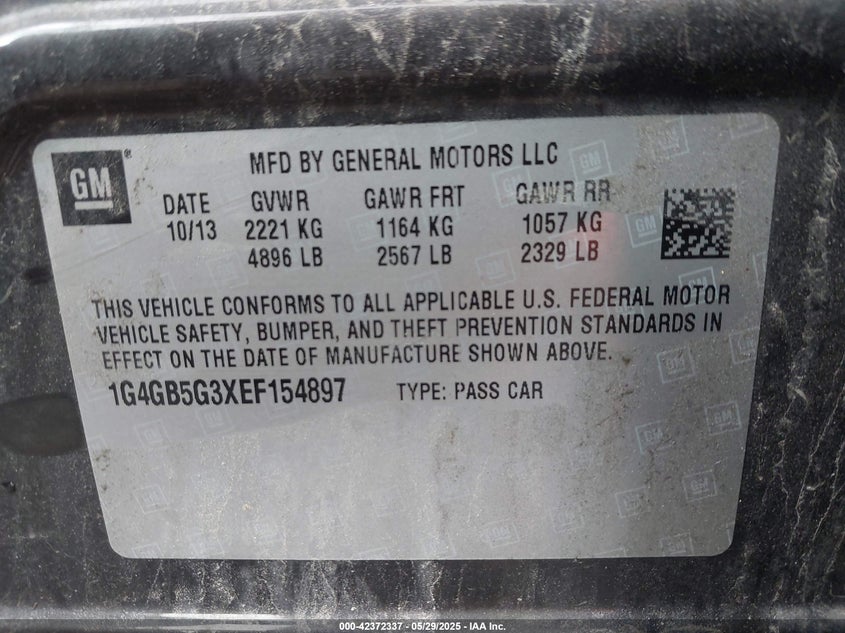 GM
®
MFD BY GENERAL MOTORS LLC
DATE GVWR GAWR FRT GAWR RR
10/13 2221 KG 1164 KG 1057 KG
4896 LB 2567 LB 2329 LB
THIS VEHICLE CONFORMS TO ALL APPLICABLE U.S. FEDERAL MOTOR
VEHICLE SAFETY, BUMPER, AND THEFT PREVENTION STANDARDS IN
EFFECT ON THE DATE OF MANUFACTURE SHOWN ABOVE.
1G4GB5G3XEF154897 TYPE: PASS CAR
000-42372337 - 05/29/2025 - IAA Inc.